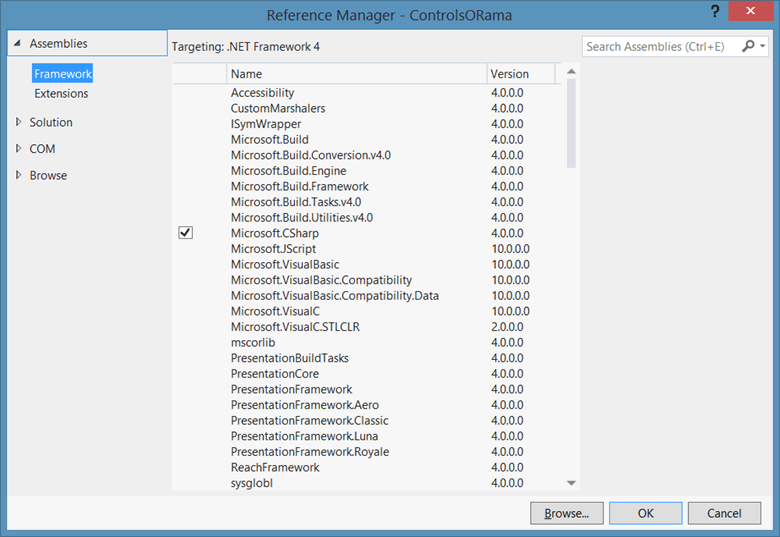 Reference Manager - ControlsORama
? ✕
Assemblies
Framework
Extensions
Solution
COM
Browse
Targeting: .NET Framework 4
Search Assemblies (Ctrl+E)
Name Version
Accessibility 4.0.0.0
CustomMarshalers 4.0.0.0
ISymWrapper 4.0.0.0
Microsoft.Build 4.0.0.0
Microsoft.Build.Conversion.v4.0 4.0.0.0
Microsoft.Build.Engine 4.0.0.0
Microsoft.Build.Framework 4.0.0.0
Microsoft.Build.Tasks.v4.0 4.0.0.0
Microsoft.Build.Utilities.v4.0 4.0.0.0
Microsoft.CSharp 4.0.0.0
Microsoft.JScript 10.0.0.0
Microsoft.VisualBasic 10.0.0.0
Microsoft.VisualBasic.Compatibility 10.0.0.0
Microsoft.VisualBasic.Compatibility.Data 10.0.0.0
Microsoft.VisualC 10.0.0.0
Microsoft.VisualC.STLCLR 2.0.0.0
mscorlib 4.0.0.0
PresentationBuildTasks 4.0.0.0
PresentationCore 4.0.0.0
PresentationFramework 4.0.0.0
PresentationFramework.Aero 4.0.0.0
PresentationFramework.Classic 4.0.0.0
PresentationFramework.Luna 4.0.0.0
PresentationFramework.Royale 4.0.0.0
ReachFramework 4.0.0.0
sysglobl 4.0.0.0
Browse... OK Cancel